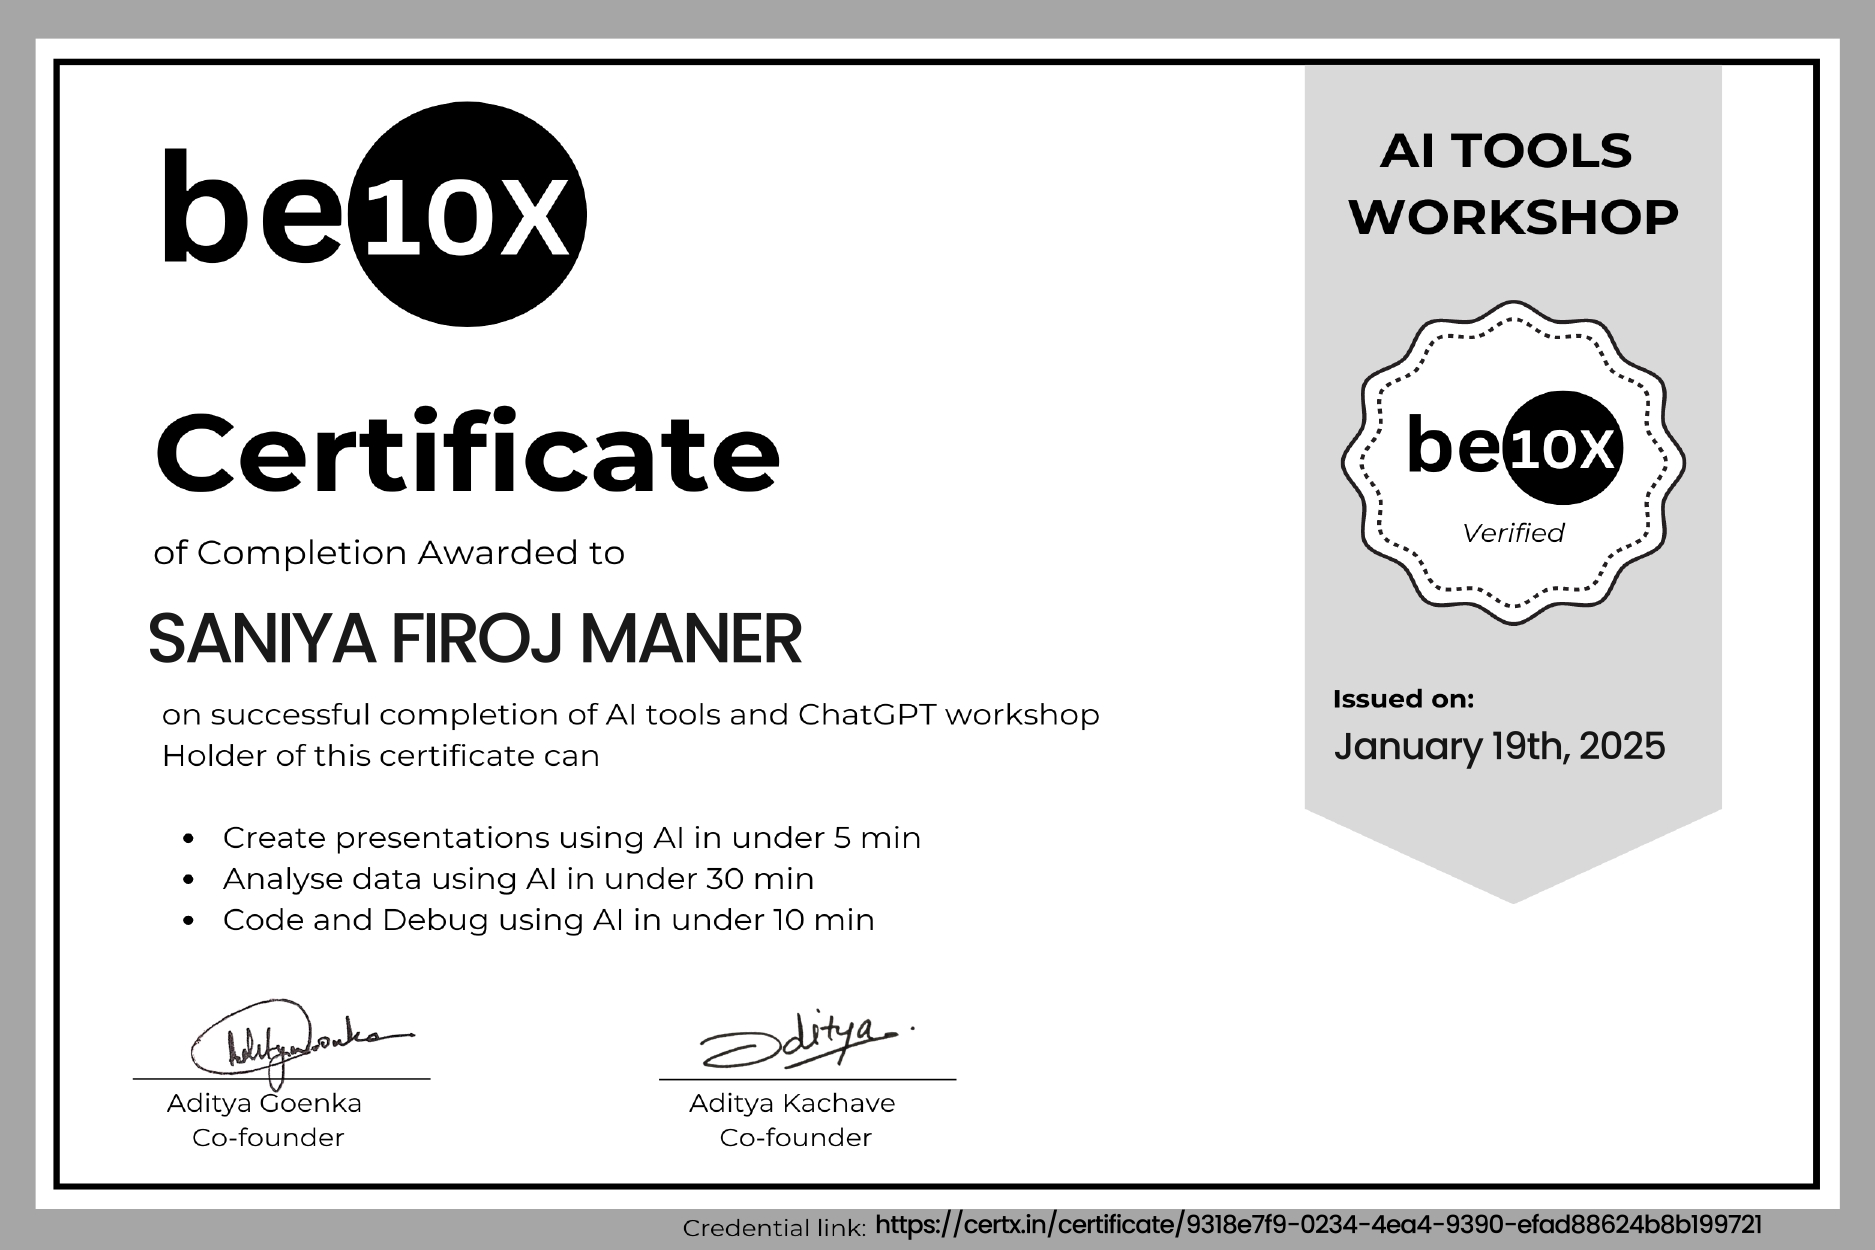 be10X
Certificate
of Completion Awarded to
SANIYA FIROJ MANER
on successful completion of AI tools and ChatGPT workshop
Holder of this certificate can
• Create presentations using AI in under 5 min
• Analyse data using AI in under 30 min
• Code and Debug using AI in under 10 min
Aditya Goenka
Aditya Goenka
Co-founder
Aditya
Aditya Kachave
Co-founder
AI TOOLS
WORKSHOP
be10X
Verified
Issued on:
January 19th, 2025
Credential link: https://certx.in/certificate/9318e7f9-0234-4ea4-9390-efad88624b8b199721